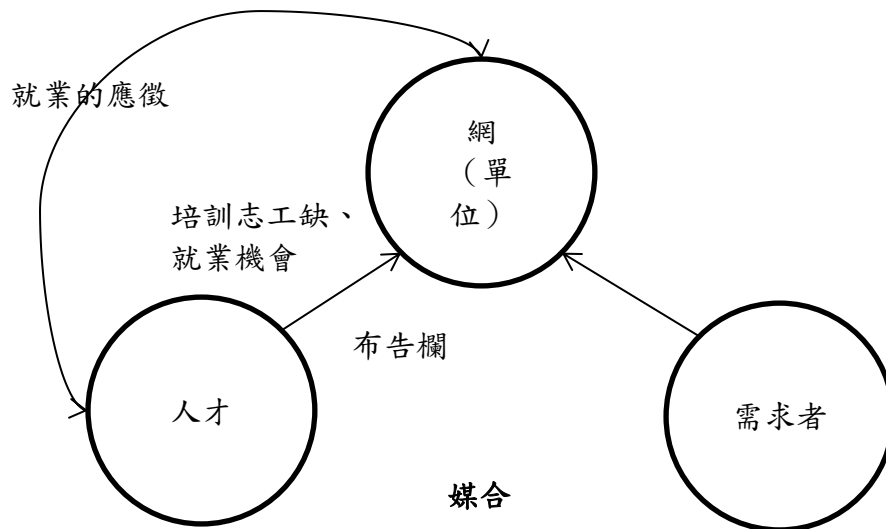 就業的應徵
網
（單
位）
培訓志工缺、
就業機會
布告欄
人才
需求者
媒合